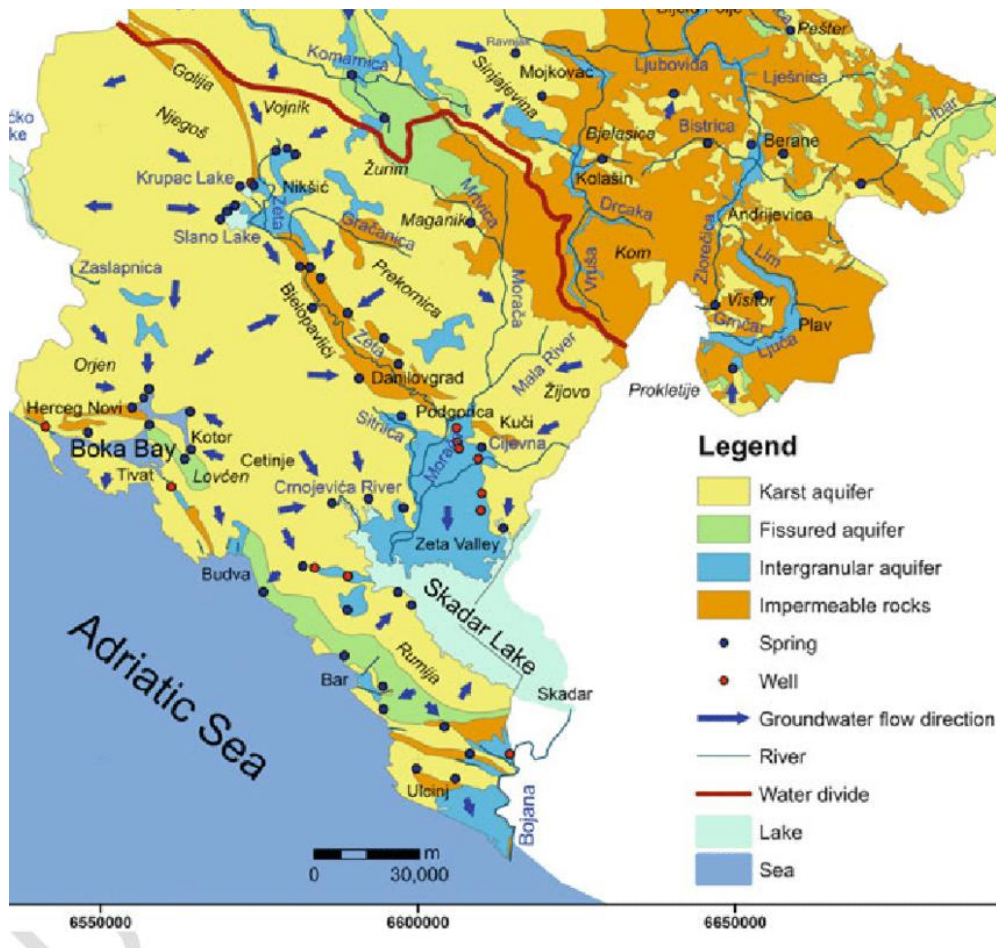 Bijelo Polje
Pešter
Ravnjak
Komarnica
Mojkovac
Ljubovida
Lješnica
Sinjajevina
Golija
Vojnik
Ibar
Njegoš
Bjelasica
Bistrica
Berane
Žurim
Kolašin
Krupac Lake
Nikšić
Mrtvica
Drcaka
Andrijevica
Maganik
Slano Lake
Zeta
Gračanica
Kom
Zlorečica
Lim
Zaslapnica
Prekornica
Vruša
Morača
Visitor
Bjelopavlići
Grnčar
Plav
Zeta
Ljuča
Mala River
Orjen
Danilovgrad
Žijovo
Prokletije
Herceg Novi
Podgorica
Kuči
Sitnica
Kotor
Boka Bay
Cijevna
Cetinje
Tivat
Lovćen
Crnojevića River
Zeta Valley
Budva
Skadar Lake
Adriatic Sea
Rumija
Bar
Skadar
Ulcinj
Bojana
Legend
Karst aquifer
Fissured aquifer
Intergranular aquifer
Impermeable rocks
Spring
Well
Groundwater flow direction
River
Water divide
Lake
Sea
m
0 30,000
6550000 6600000 6650000